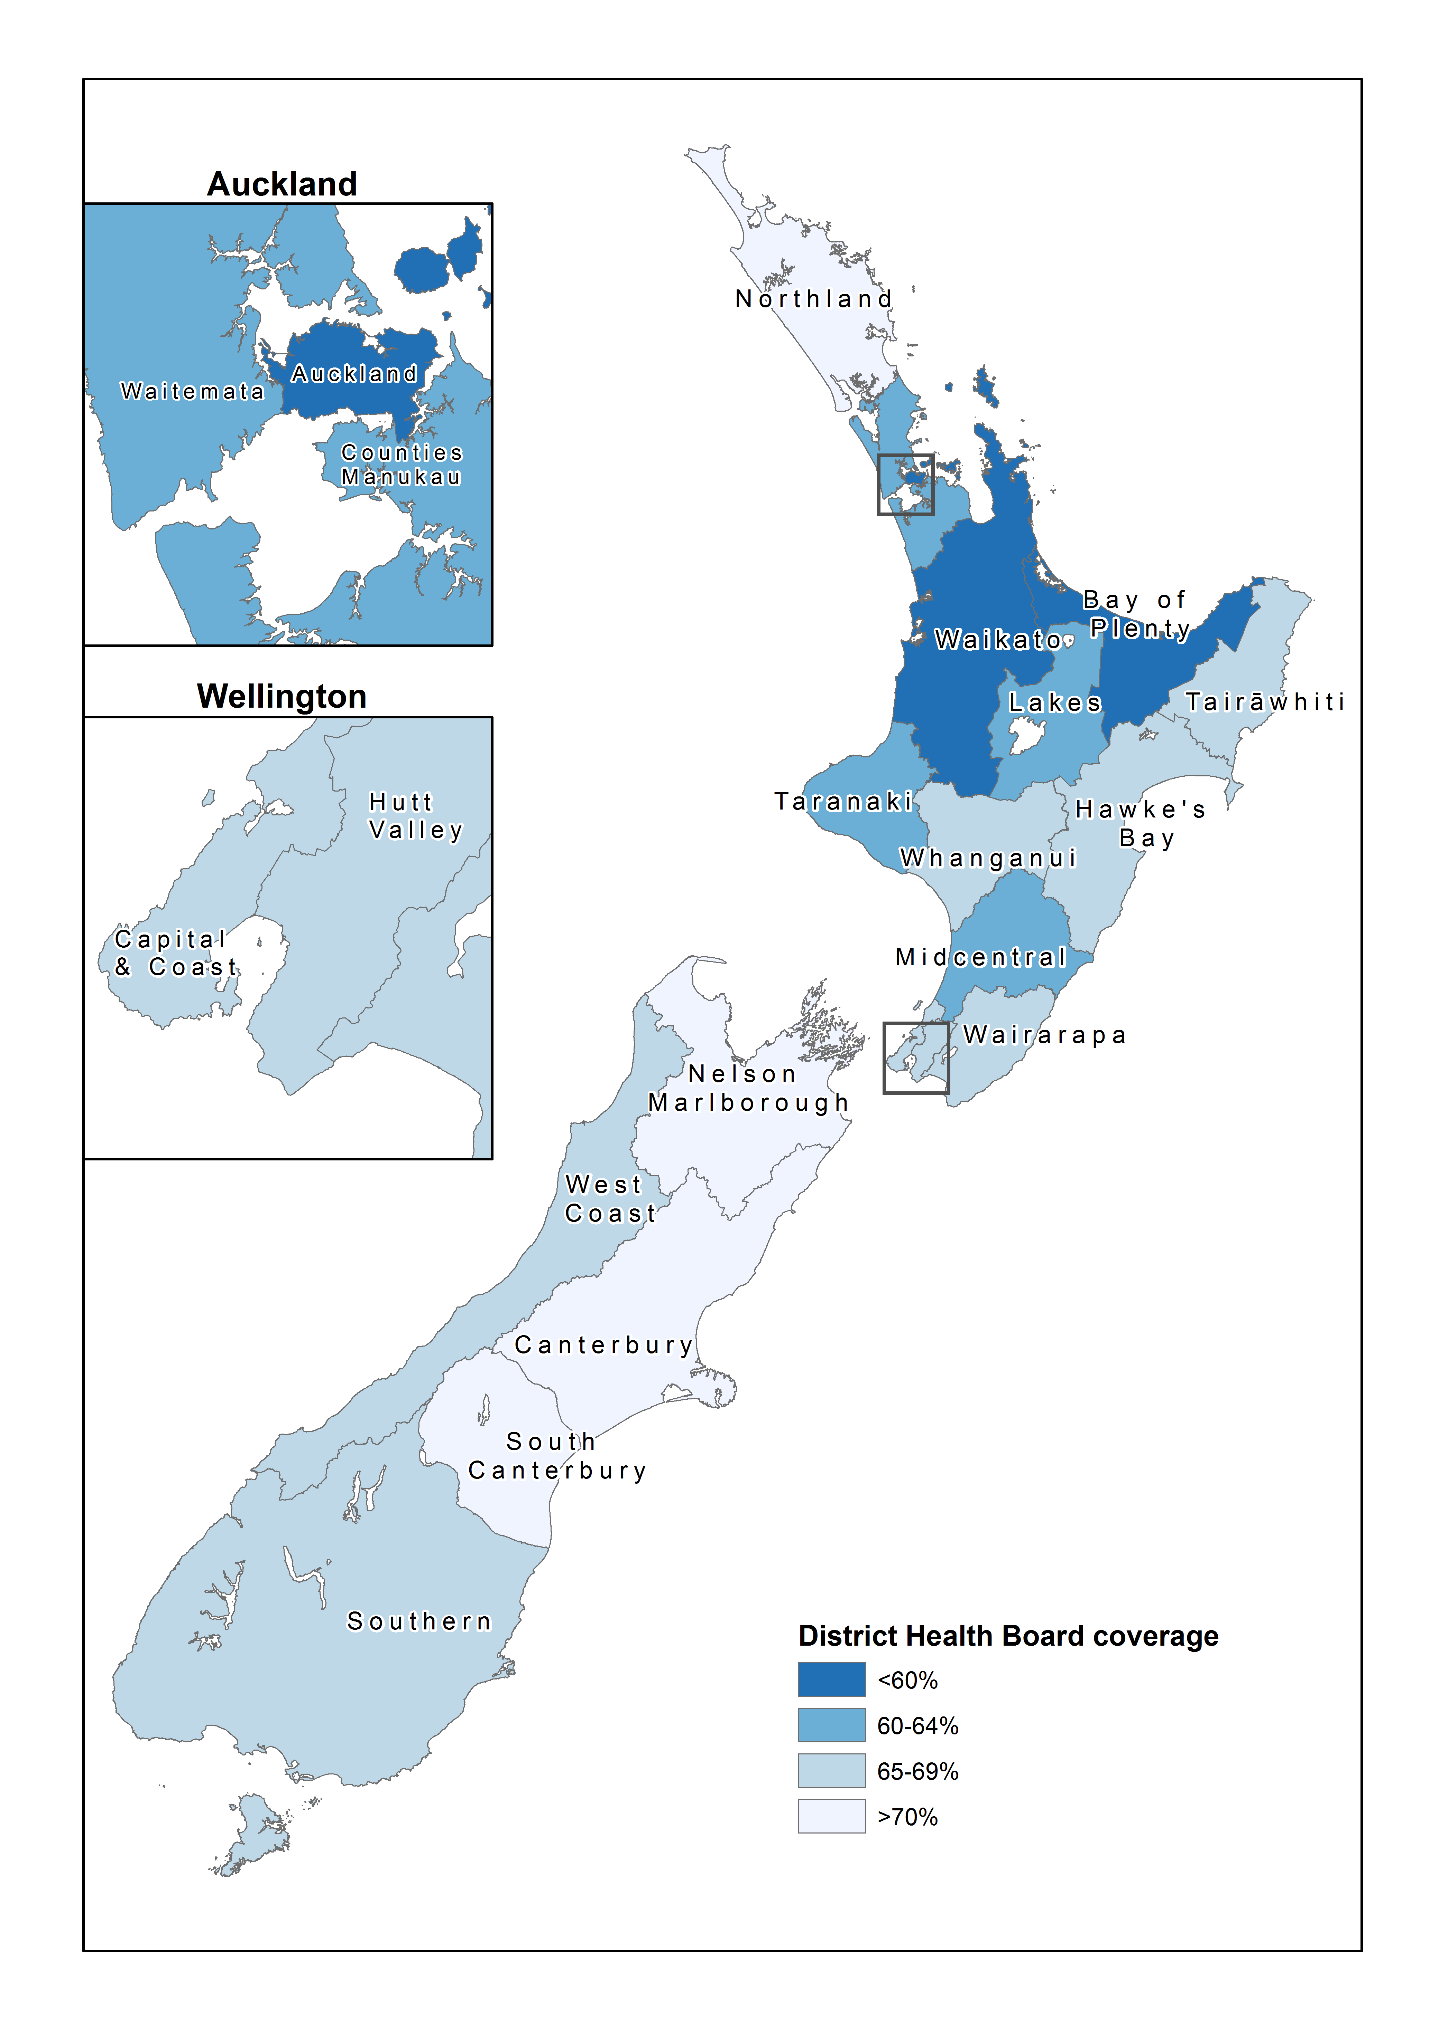 Auckland
Waitemata
Auckland
Counties
Manukau
Wellington
Hutt
Valley
Capital
& Coast
Northland
Bay of
Plenty
Waikato
Lakes
Tairāwhiti
Taranaki
Hawke's
Bay
Whanganui
Midcentral
Wairarapa
Nelson
Marlborough
West
Coast
Canterbury
South
Canterbury
Southern
District Health Board coverage
<60%
60-64%
65-69%
>70%